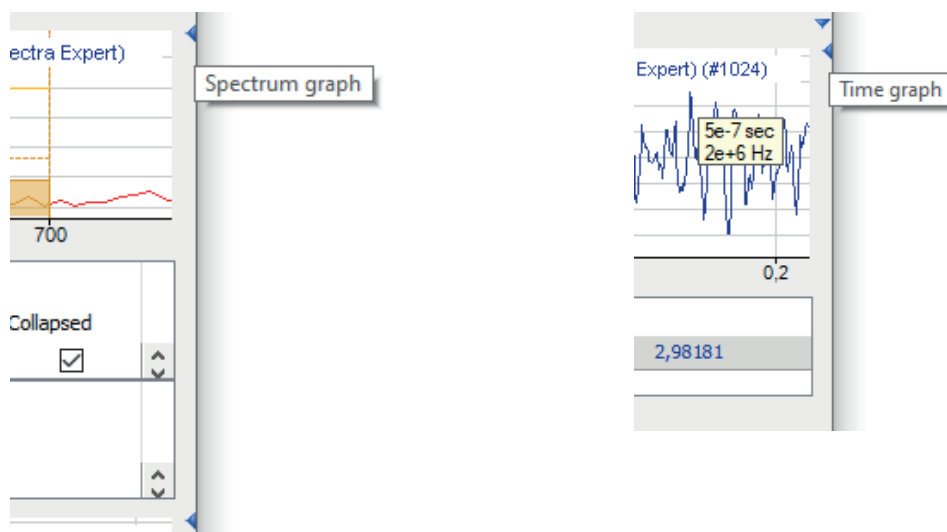 ectra Expert)
Spectrum graph
700
Collapsed
Expert) (#1024)
Time graph
5e-7 sec
2e+6 Hz
0,2
2,98181